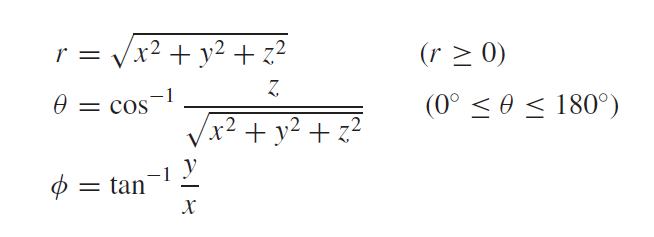 r = √(x² + y² + z²) (r ≥ 0)
θ = cos⁻¹ z/√(x² + y² + z²) (0° ≤ θ ≤ 180°)
ϕ = tan⁻¹ y/x